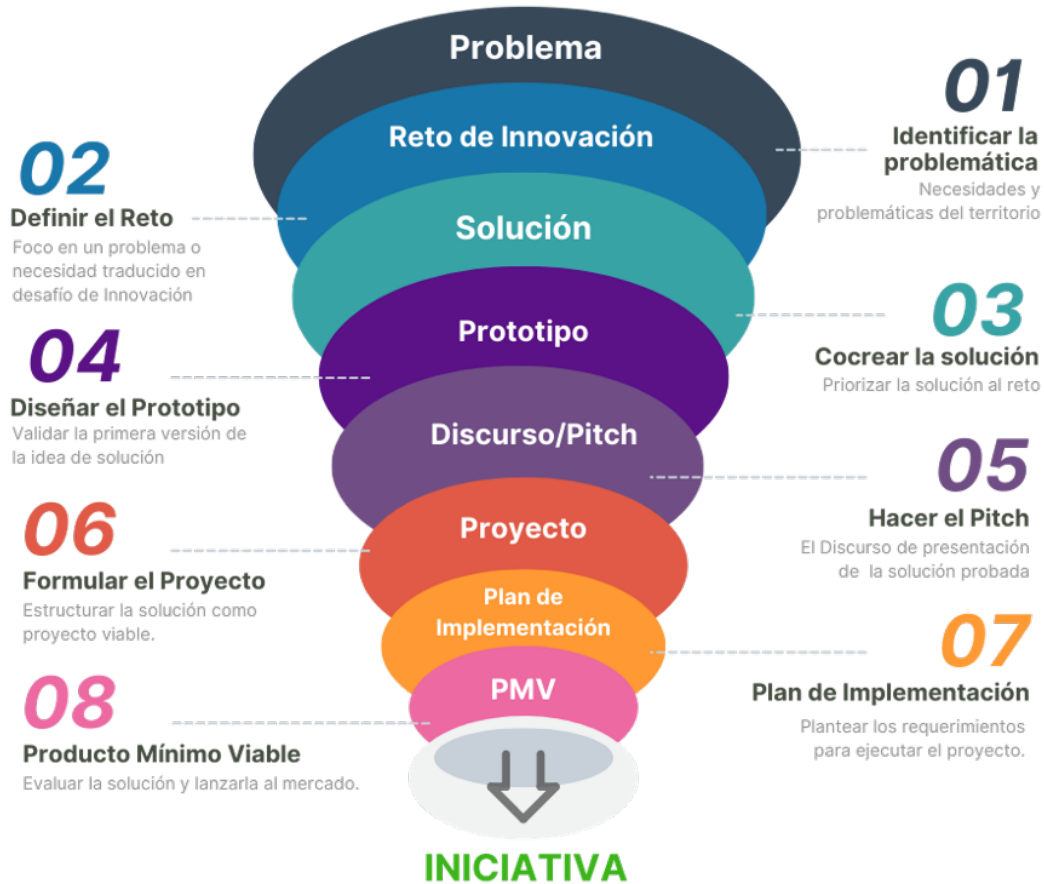 Problema
01
Identificar la
problemática
Necesidades y
problemáticas del territorio
Reto de Innovación
02
Definir el Reto
Foco en un problema o
necesidad traducido en
desafío de Innovación
Solución
03
Cocrear la solución
Priorizar la solución al reto
Prototipo
04
Diseñar el Prototipo
Validar la primera versión de
la idea de solución
Discurso/Pitch
05
Hacer el Pitch
El Discurso de presentación
de la solución probada
Proyecto
06
Formular el Proyecto
Estructurar la solución como
proyecto viable.
Plan de
Implementación
07
Plan de Implementación
Plantear los requerimientos
para ejecutar el proyecto.
PMV
08
Producto Mínimo Viable
Evaluar la solución y lanzarla al mercado.
INICIATIVA